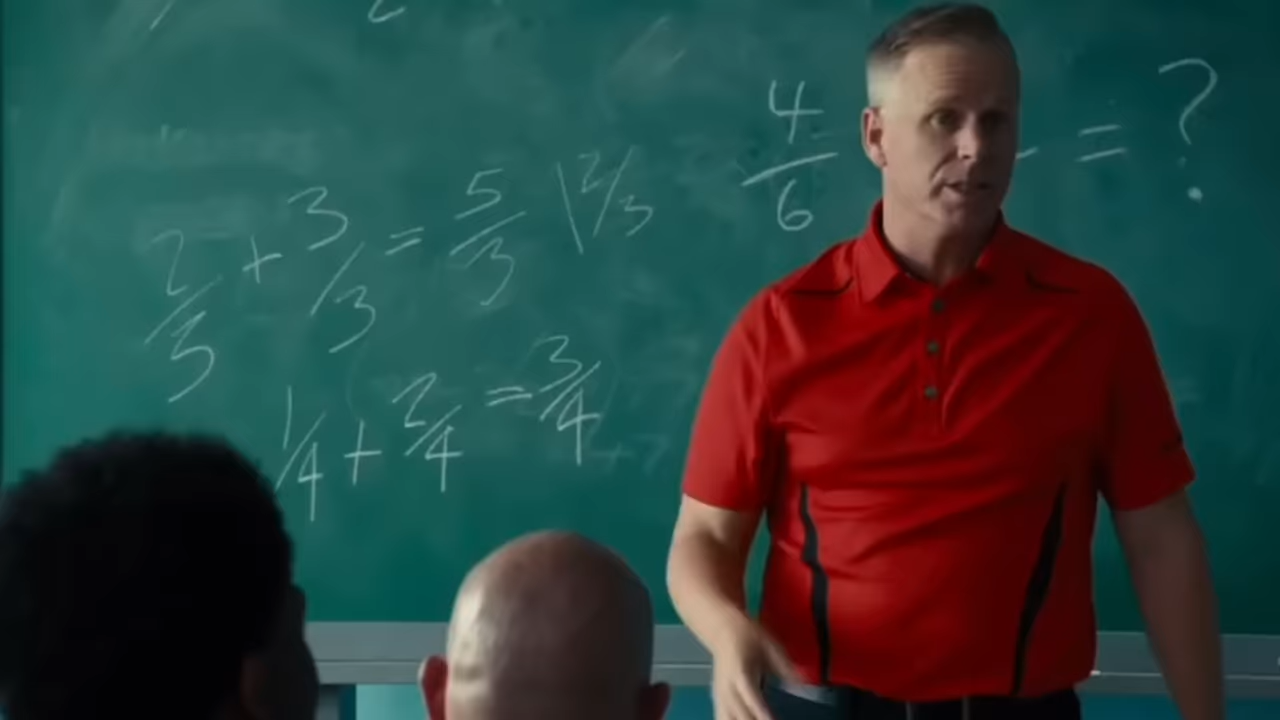 2/3 + 3/3 = 5/3 1 2/3
1/4 + 2/4 = 3/4
4/6 = ?